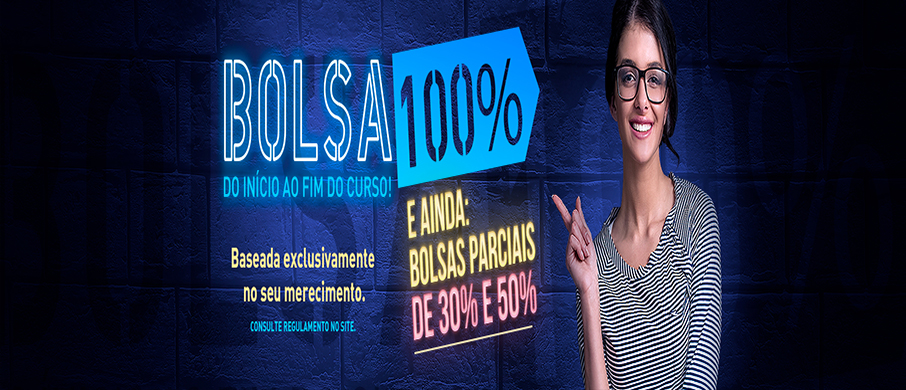 BOLSA 100%
DO INÍCIO AO FIM DO CURSO!
E AINDA:
BOLSAS PARCIAIS
DE 30% E 50%
Baseada exclusivamente
no seu merecimento.
CONSULTE REGULAMENTO NO SITE.